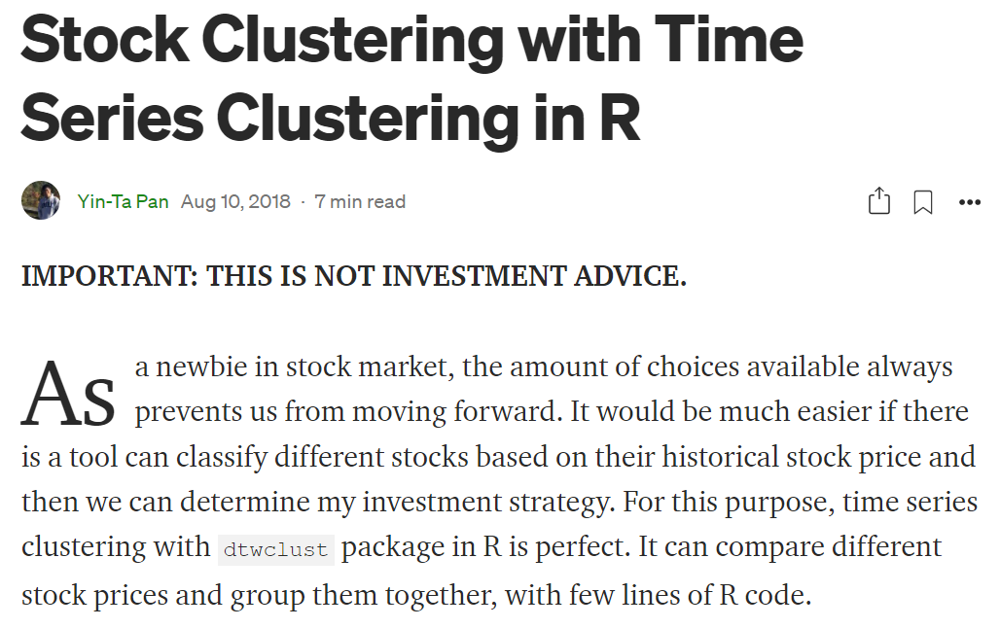 Stock Clustering with Time
Series Clustering in R
Yin-Ta Pan Aug 10, 2018 · 7 min read
IMPORTANT: THIS IS NOT INVESTMENT ADVICE.
As a newbie in stock market, the amount of choices available always
prevents us from moving forward. It would be much easier if there
is a tool can classify different stocks based on their historical stock price and
then we can determine my investment strategy. For this purpose, time series
clustering with dtwclust package in R is perfect. It can compare different
stock prices and group them together, with few lines of R code.